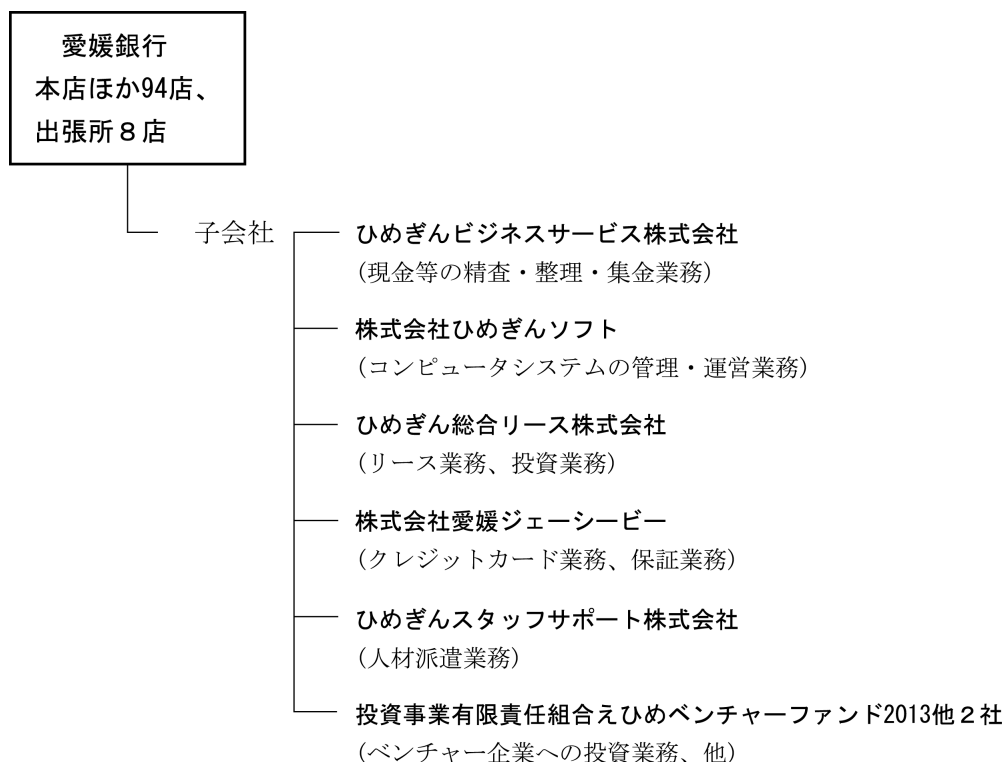 愛媛銀行
本店ほか94店、
出張所８店
子会社
ひめぎんビジネスサービス株式会社
(現金等の精査・整理・集金業務)
株式会社ひめぎんソフト
(コンピュータシステムの管理・運営業務)
ひめぎん総合リース株式会社
(リース業務、投資業務)
株式会社愛媛ジェーシービー
(クレジットカード業務、保証業務)
ひめぎんスタッフサポート株式会社
(人材派遣業務)
投資事業有限責任組合えひめベンチャーファンド2013他２社
(ベンチャー企業への投資業務、他)